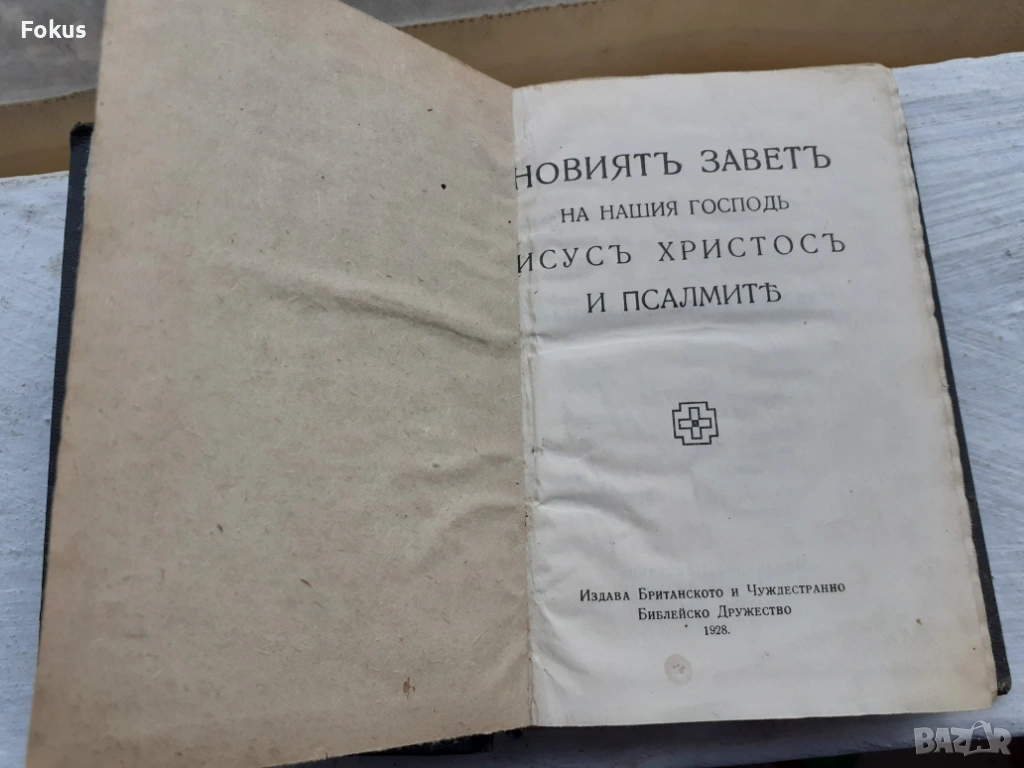 Fokus
НОВИЯТЪ ЗАВЕТЪ
НА НАШИЯ ГОСПОДЬ
ИСУСЪ ХРИСТОСЪ
И ПСАЛМИТѢ
Издава Британското и Чуждестранно
Библейско Дружество
1928.
BAZAR